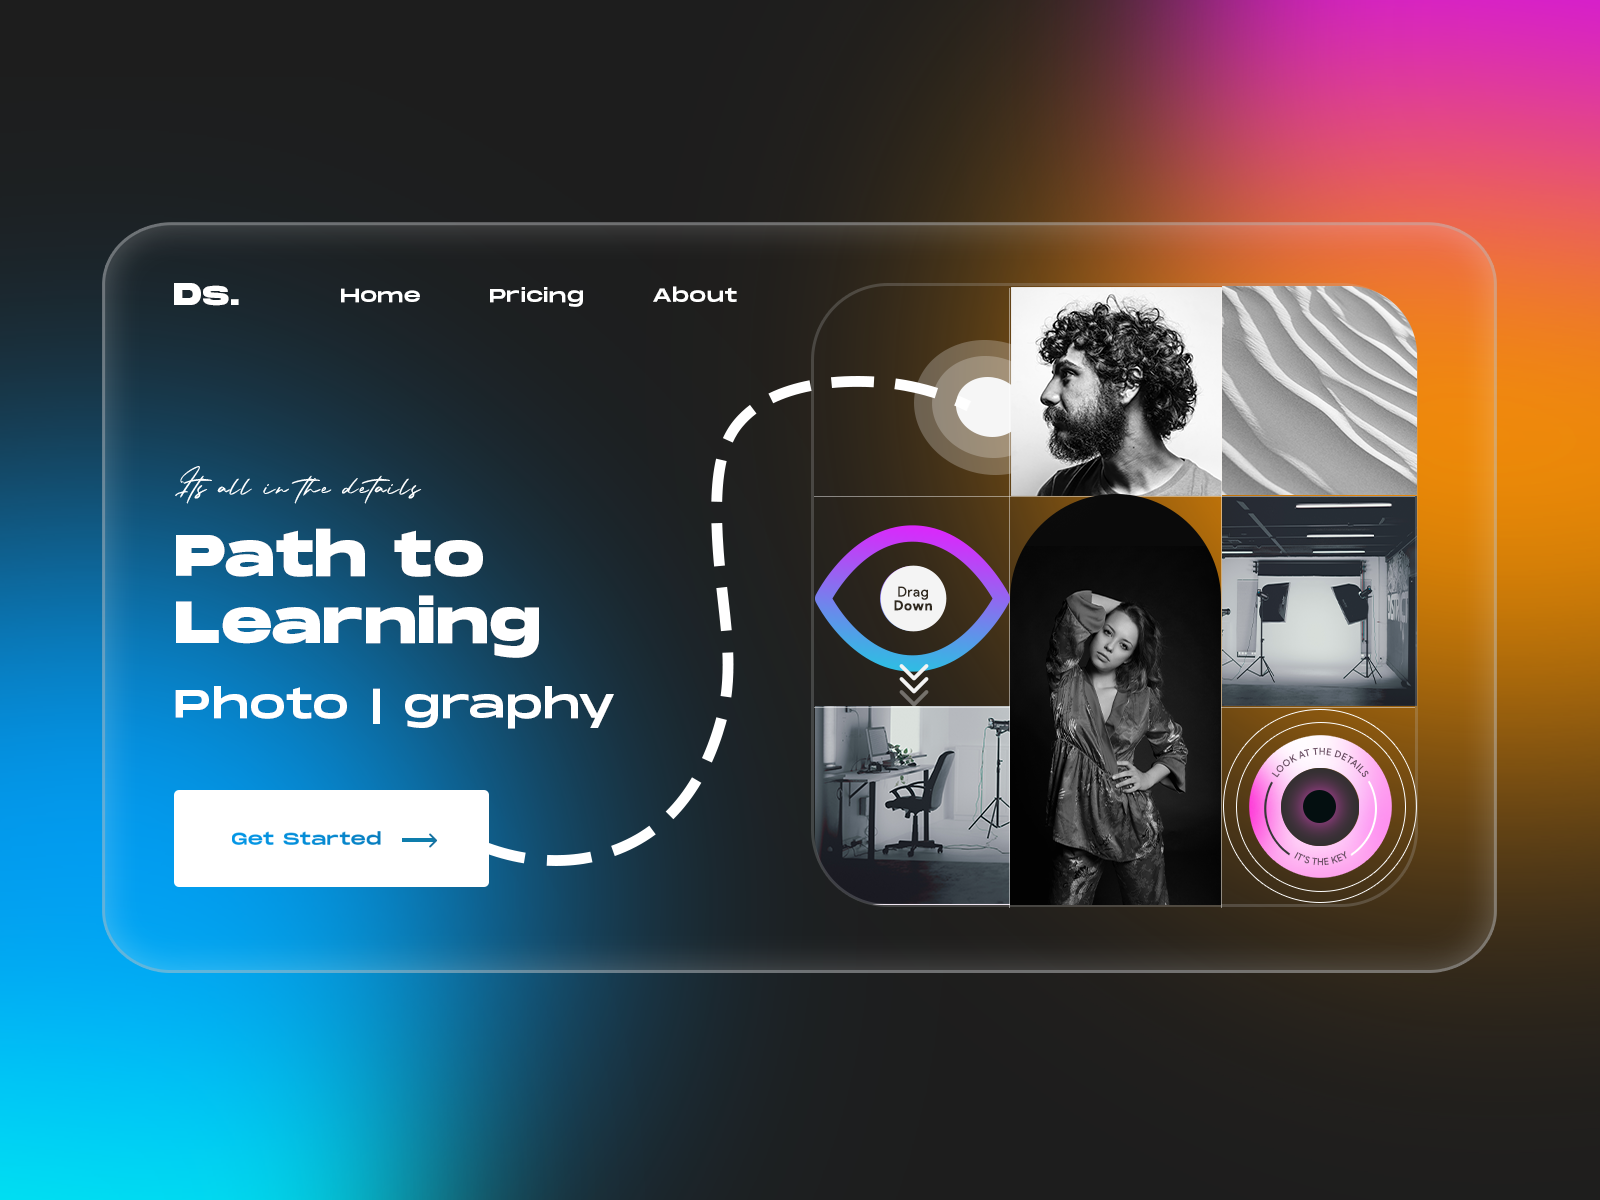 Ds.
Home
Pricing
About
Its all in the details
Path to
Learning
Photo | graphy
Get Started
Drag
Down
LOOK AT THE DETAILS
IT'S THE KEY